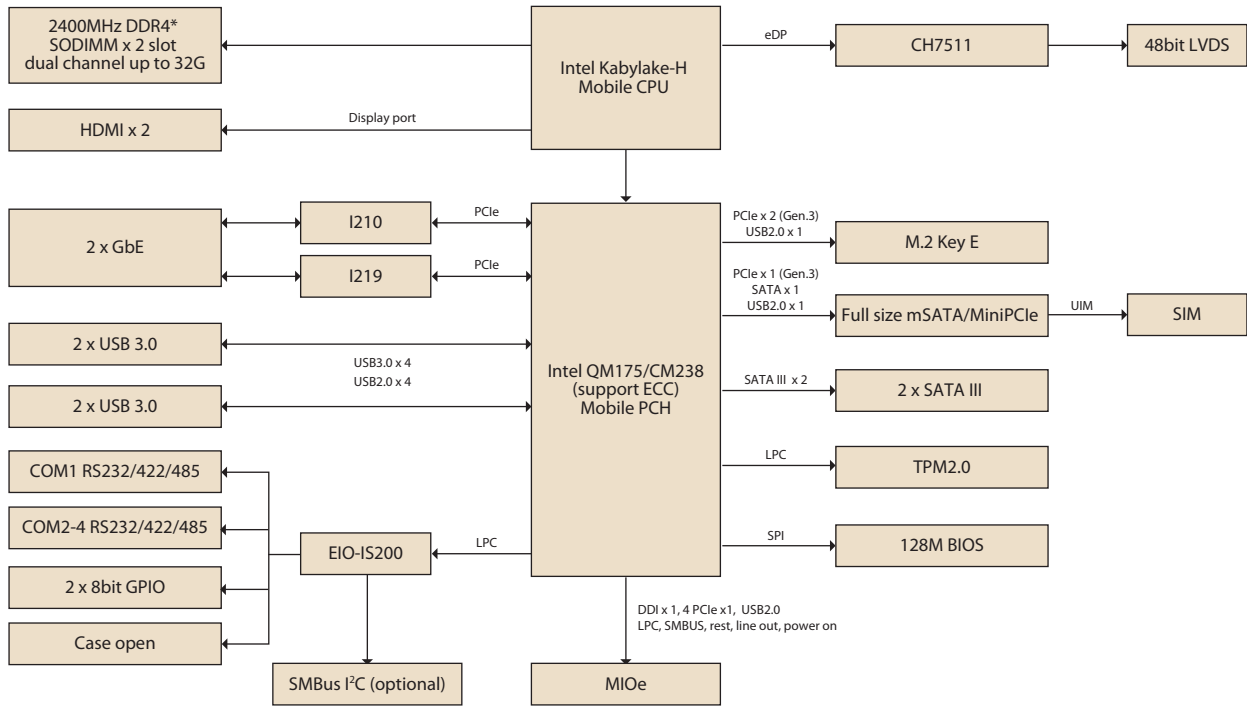 2400MHz DDR4*
SODIMM x 2 slot
dual channel up to 32G
Intel Kabylake-H
Mobile CPU
eDP
CH7511
48bit LVDS
HDMI x 2
Display port
2 x GbE
I210
PCIe
I219
PCIe
PCIe x 2 (Gen.3)
USB2.0 x 1
M.2 Key E
PCIe x 1 (Gen.3)
SATA x 1
USB2.0 x 1
Full size mSATA/MiniPCIe
UIM
SIM
2 x USB 3.0
USB3.0 x 4
USB2.0 x 4
2 x USB 3.0
Intel QM175/CM238
(support ECC)
Mobile PCH
SATA III x 2
2 x SATA III
COM1 RS232/422/485
LPC
TPM2.0
COM2-4 RS232/422/485
EIO-IS200
LPC
SPI
128M BIOS
2 x 8bit GPIO
Case open
DDI x 1, 4 PCIe x1, USB2.0
LPC, SMBUS, rest, line out, power on
SMBus I²C (optional)
MIOe